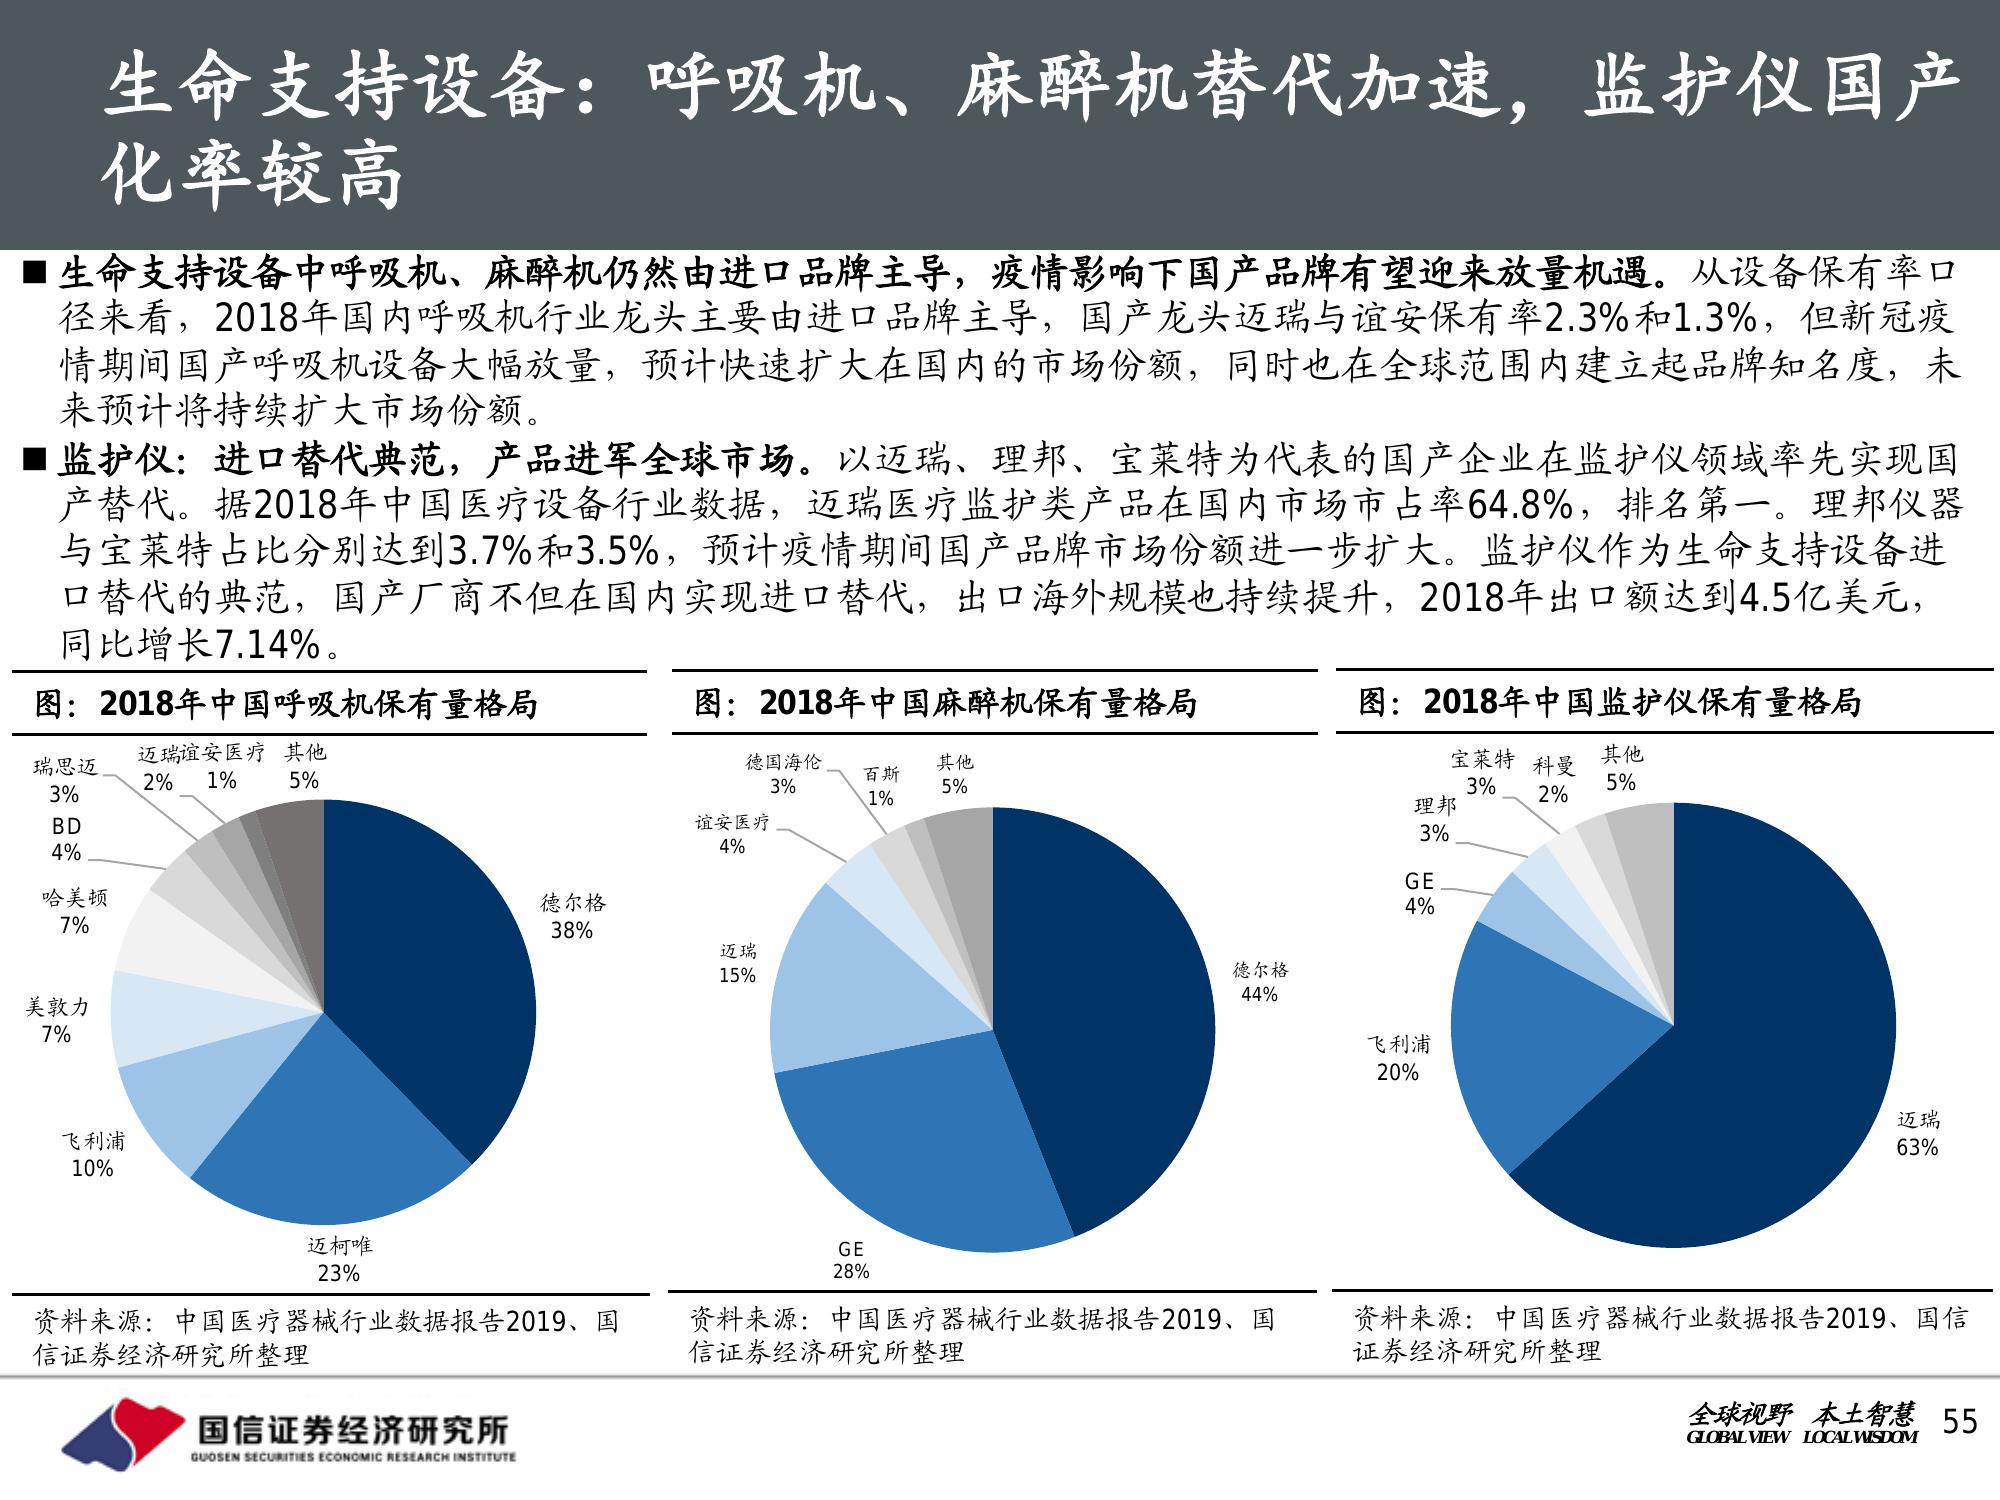 生命支持设备：呼吸机、麻醉机替代加速，监护仪国产
化率较高
■ 生命支持设备中呼吸机、麻醉机仍然由进口品牌主导，疫情影响下国产品牌有望迎来放量机遇。从设备保有率口
径来看，2018年国内呼吸机行业龙头主要由进口品牌主导，国产龙头迈瑞与谊安保有率2.3%和1.3%，但新冠疫
情期间国产呼吸机设备大幅放量，预计快速扩大在国内的市场份额，同时也在全球范围内建立起品牌知名度，未
来预计将持续扩大市场份额。
■ 监护仪：进口替代典范，产品进军全球市场。以迈瑞、理邦、宝莱特为代表的国产企业在监护仪领域率先实现国
产替代。据2018年中国医疗设备行业数据，迈瑞医疗监护类产品在国内市场市占率64.8%，排名第一。理邦仪器
与宝莱特占比分别达到3.7%和3.5%，预计疫情期间国产品牌市场份额进一步扩大。监护仪作为生命支持设备进
口替代的典范，国产厂商不但在国内实现进口替代，出口海外规模也持续提升，2018年出口额达到4.5亿美元，
同比增长7.14%。
图：2018年中国呼吸机保有量格局
瑞思迈
3%
迈瑞
2%
谊安医疗
1%
其他
5%
BD
4%
哈美顿
7%
德尔格
38%
美敦力
7%
飞利浦
10%
迈柯唯
23%
资料来源：中国医疗器械行业数据报告2019、国
信证券经济研究所整理
图：2018年中国麻醉机保有量格局
德国海伦
3%
百斯
1%
其他
5%
谊安医疗
4%
迈瑞
15%
德尔格
44%
GE
28%
资料来源：中国医疗器械行业数据报告2019、国
信证券经济研究所整理
图：2018年中国监护仪保有量格局
宝莱特
3%
科曼
2%
其他
5%
理邦
3%
GE
4%
飞利浦
20%
迈瑞
63%
资料来源：中国医疗器械行业数据报告2019、国信
证券经济研究所整理
国信证券经济研究所
GUOSEN SECURITIES ECONOMIC RESEARCH INSTITUTE
全球视野 本土智慧
GLOBAL VIEW LOCAL WISDOM
55